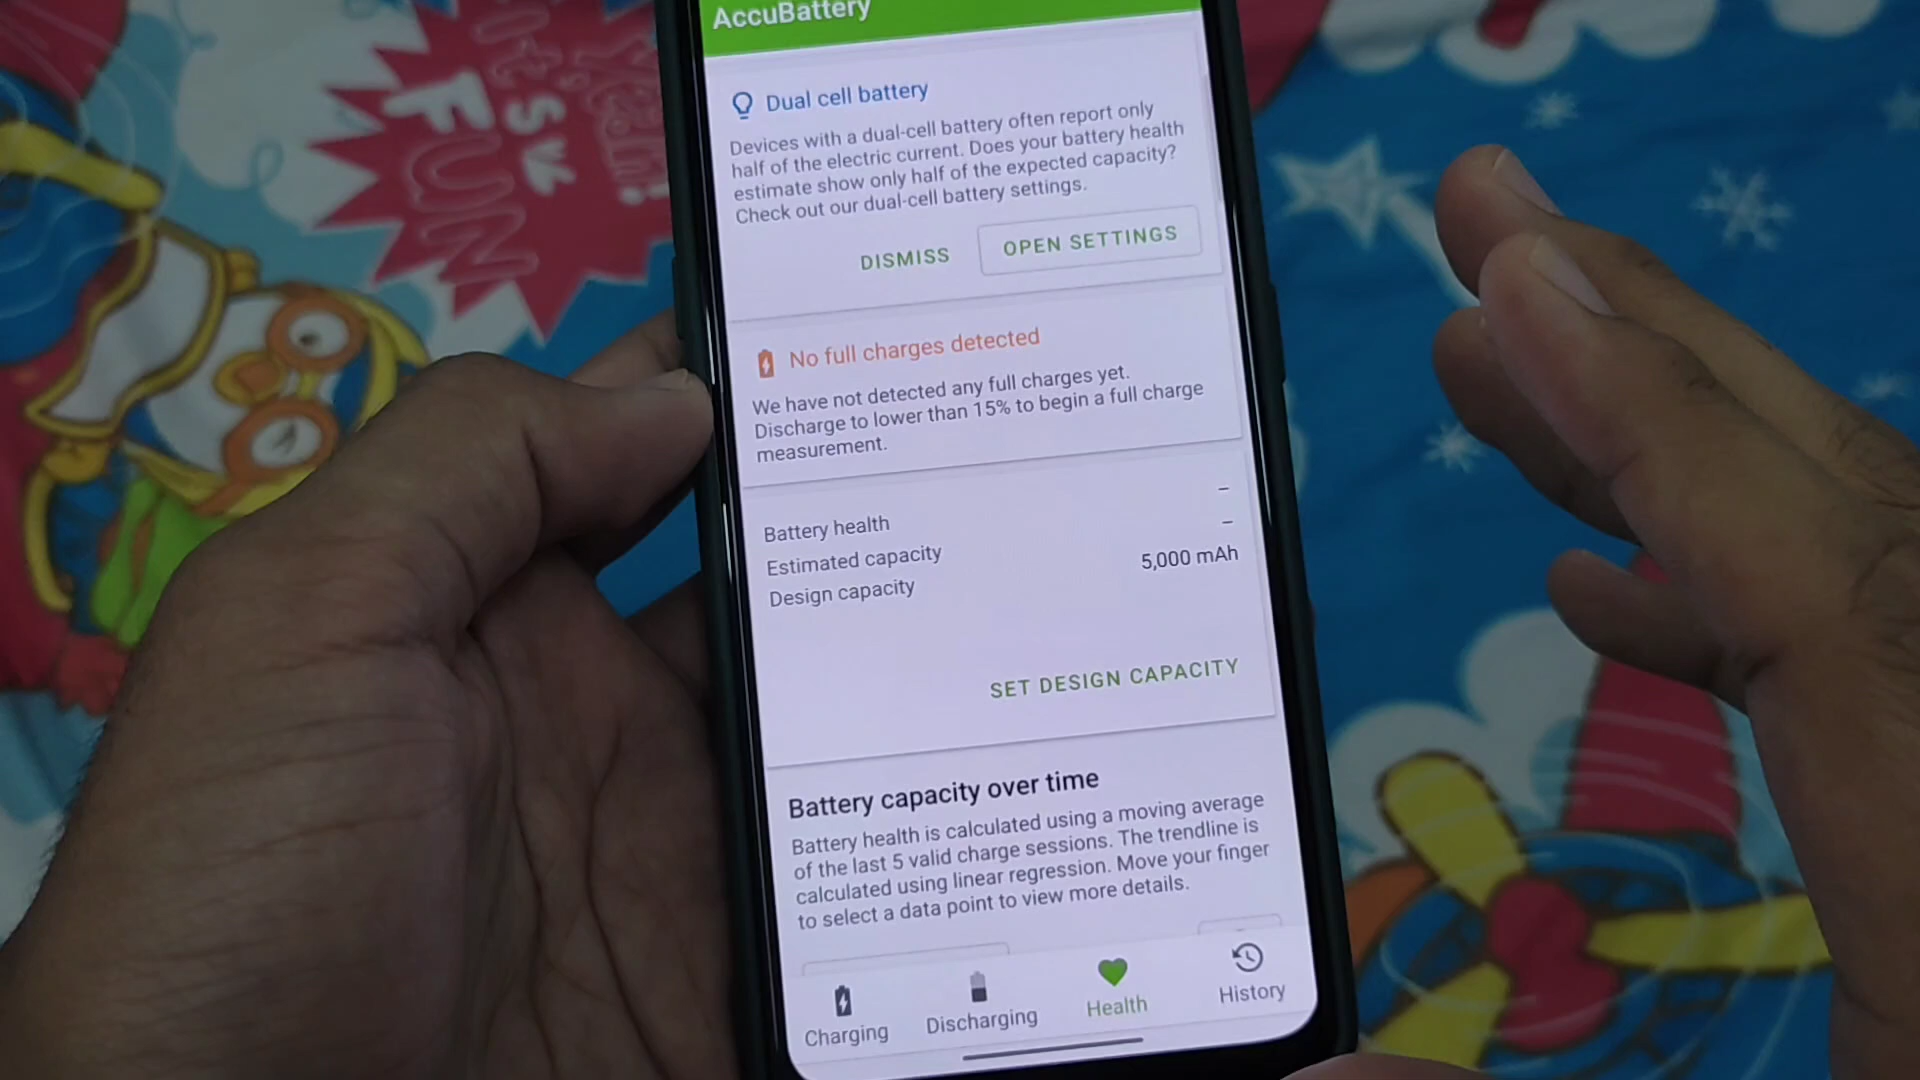 AccuBattery
Dual cell battery
Devices with a dual-cell battery often report only
half of the electric current. Does your battery health
estimate show only half of the expected capacity?
Check out our dual-cell battery settings.
DISMISS
OPEN SETTINGS
No full charges detected
We have not detected any full charges yet.
Discharge to lower than 15% to begin a full charge
measurement.
Battery health –
Estimated capacity –
Design capacity 5,000 mAh
SET DESIGN CAPACITY
Battery capacity over time
Battery health is calculated using a moving average
of the last 5 valid charge sessions. The trendline is
calculated using linear regression. Move your finger
to select a data point to view more details.
Charging
Discharging
Health
History
FUN